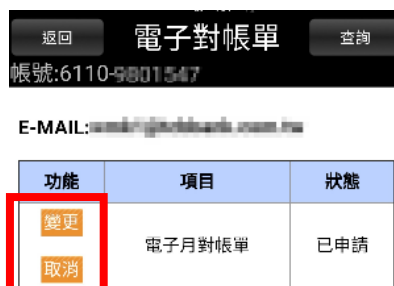 返回 電子對帳單 查詢
帳號:6110-
E-MAIL:
功能 項目 狀態
變更
電子月對帳單 已申請
取消